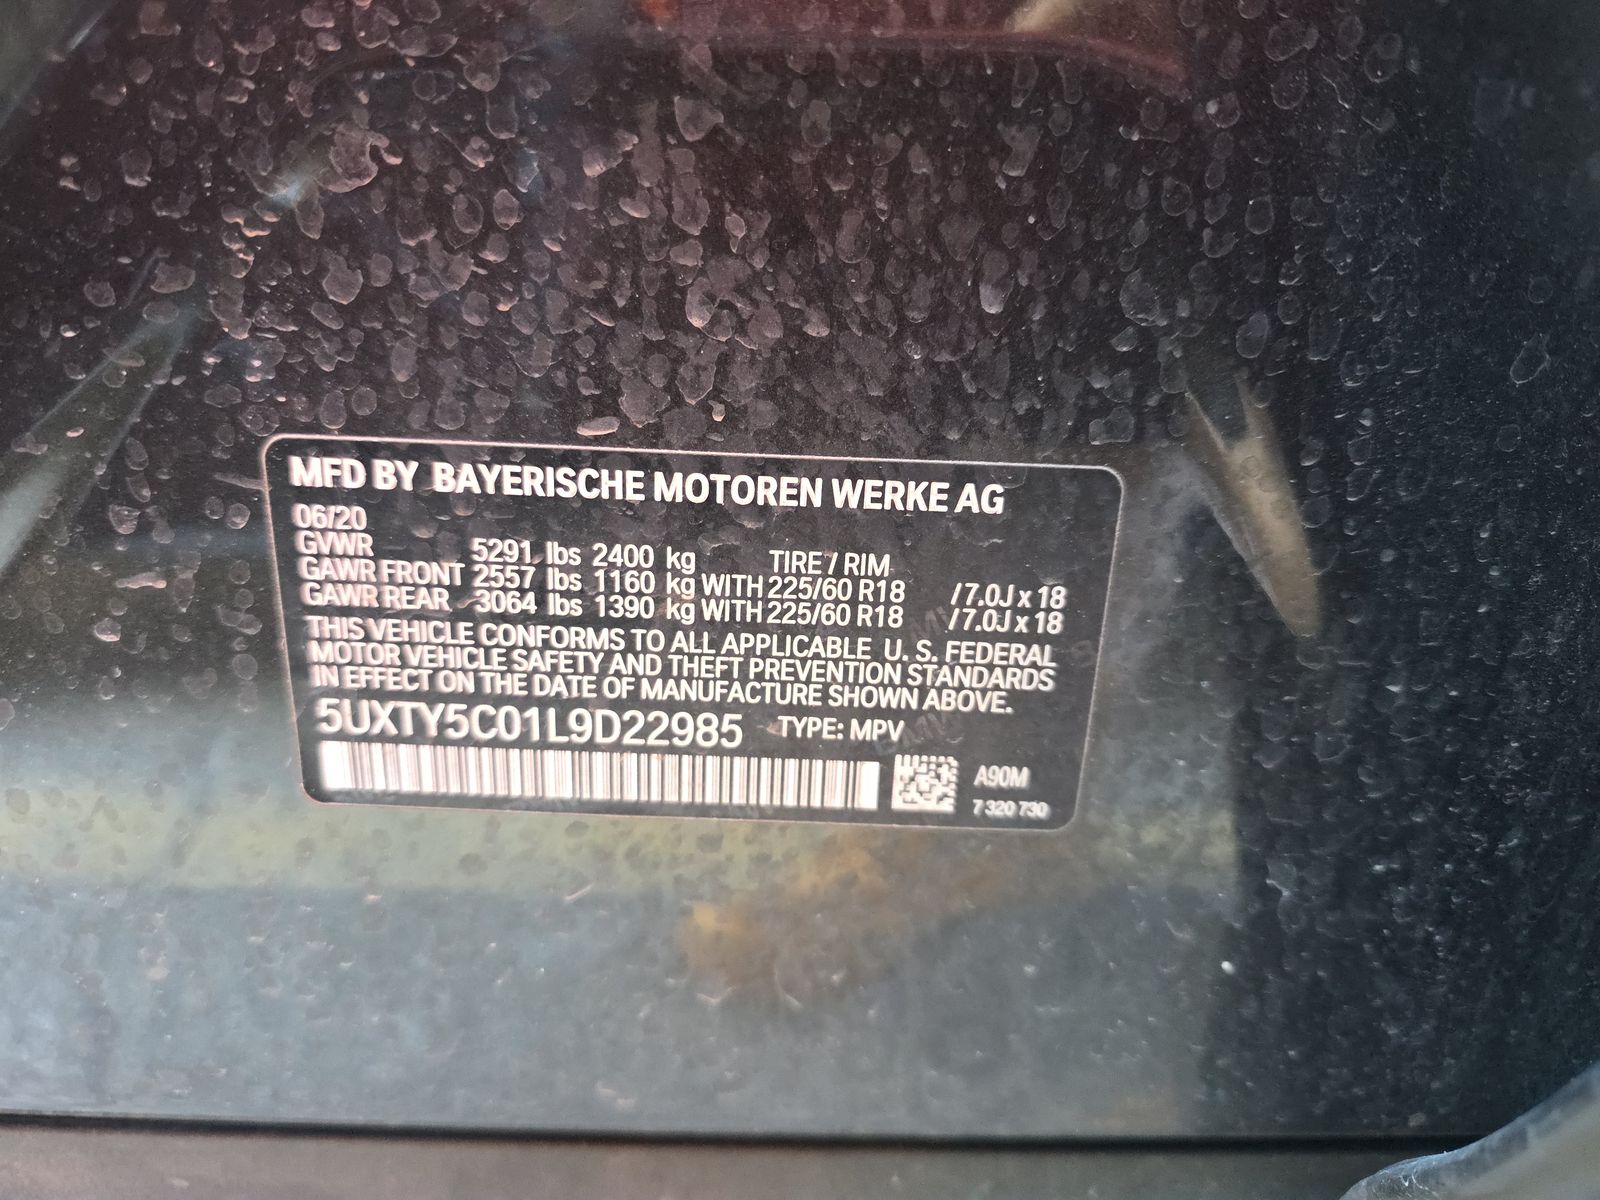 MFD BY BAYERISCHE MOTOREN WERKE AG
06/20
GVWR 5291 lbs 2400 kg TIRE / RIM
GAWR FRONT 2557 lbs 1160 kg WITH 225/60 R18 / 7.0J x 18
GAWR REAR 3064 lbs 1390 kg WITH 225/60 R18 / 7.0J x 18
THIS VEHICLE CONFORMS TO ALL APPLICABLE U. S. FEDERAL
MOTOR VEHICLE SAFETY AND THEFT PREVENTION STANDARDS
IN EFFECT ON THE DATE OF MANUFACTURE SHOWN ABOVE.
5UXTY5C01L9D22985 TYPE: MPV
A90M
7 320 730